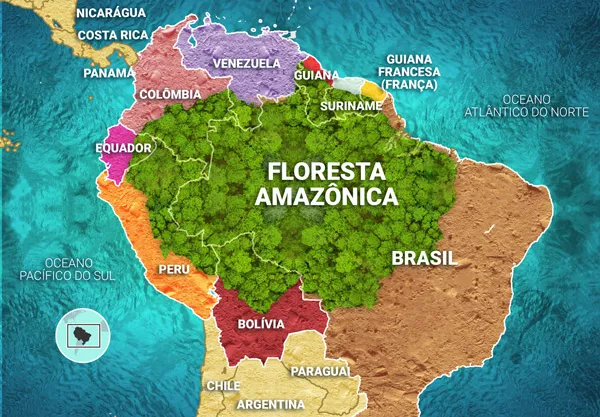 NICARÁGUA
COSTA RICA
PANAMÁ
VENEZUELA
COLÔMBIA
GUIANA
GUIANA
FRANCESA
(FRANÇA)
SURINAME
OCEANO
ATLÂNTICO DO NORTE
EQUADOR
FLORESTA
AMAZÔNICA
BRASIL
OCEANO
PACÍFICO DO SUL
PERU
BOLÍVIA
PARAGUAI
CHILE
ARGENTINA